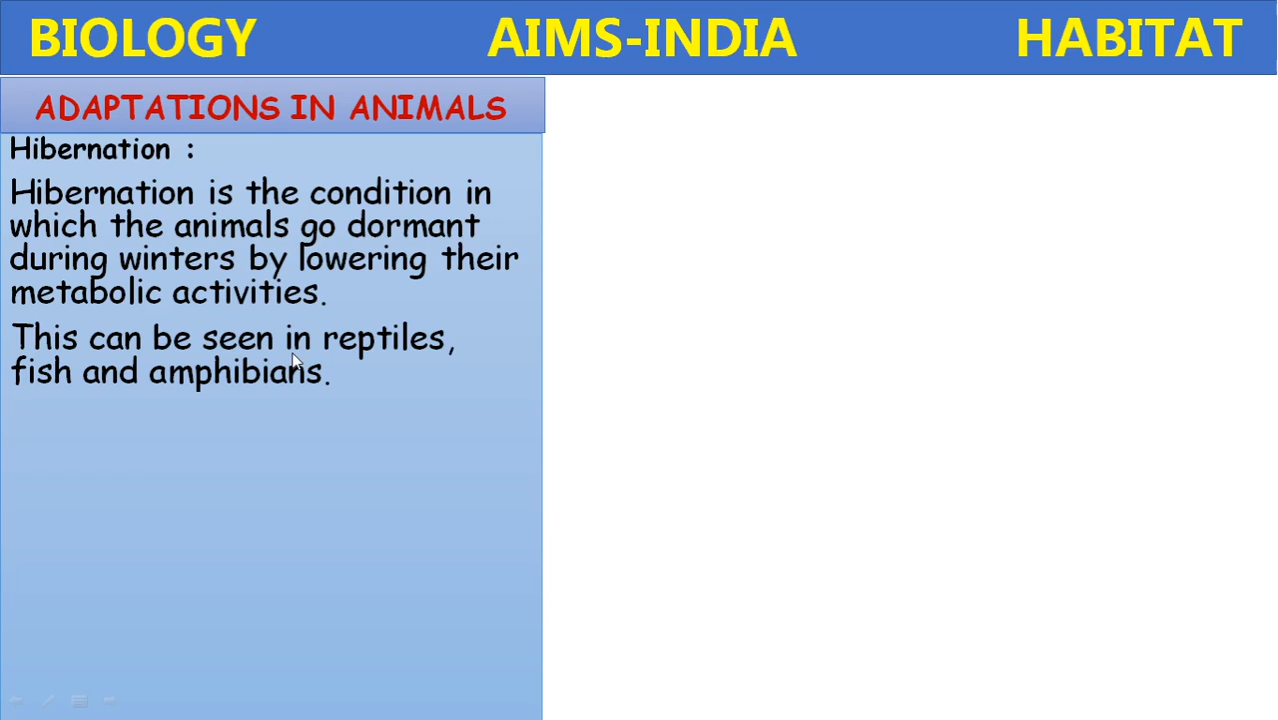 BIOLOGY AIMS-INDIA HABITAT
ADAPTATIONS IN ANIMALS
Hibernation :
Hibernation is the condition in
which the animals go dormant
during winters by lowering their
metabolic activities.
This can be seen in reptiles,
fish and amphibians.